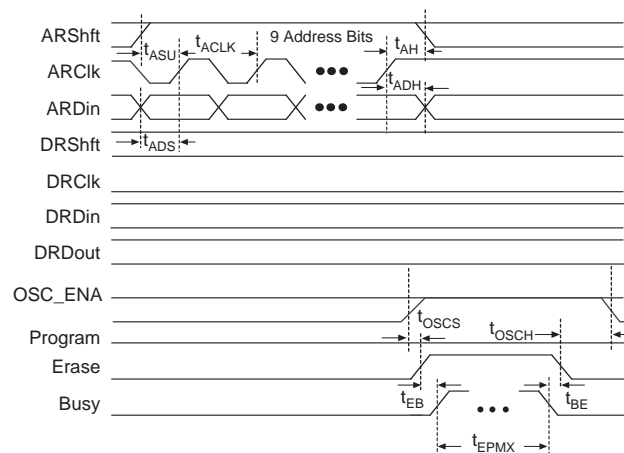 ARShft
tASU
tACLK
9 Address Bits
tAH
ARClk
ARDin
tADH
tADS
DRShft
DRClk
DRDin
DRDout
OSC_ENA
tOSCS
tOSCH
Program
Erase
tEB
tBE
Busy
tEPMX